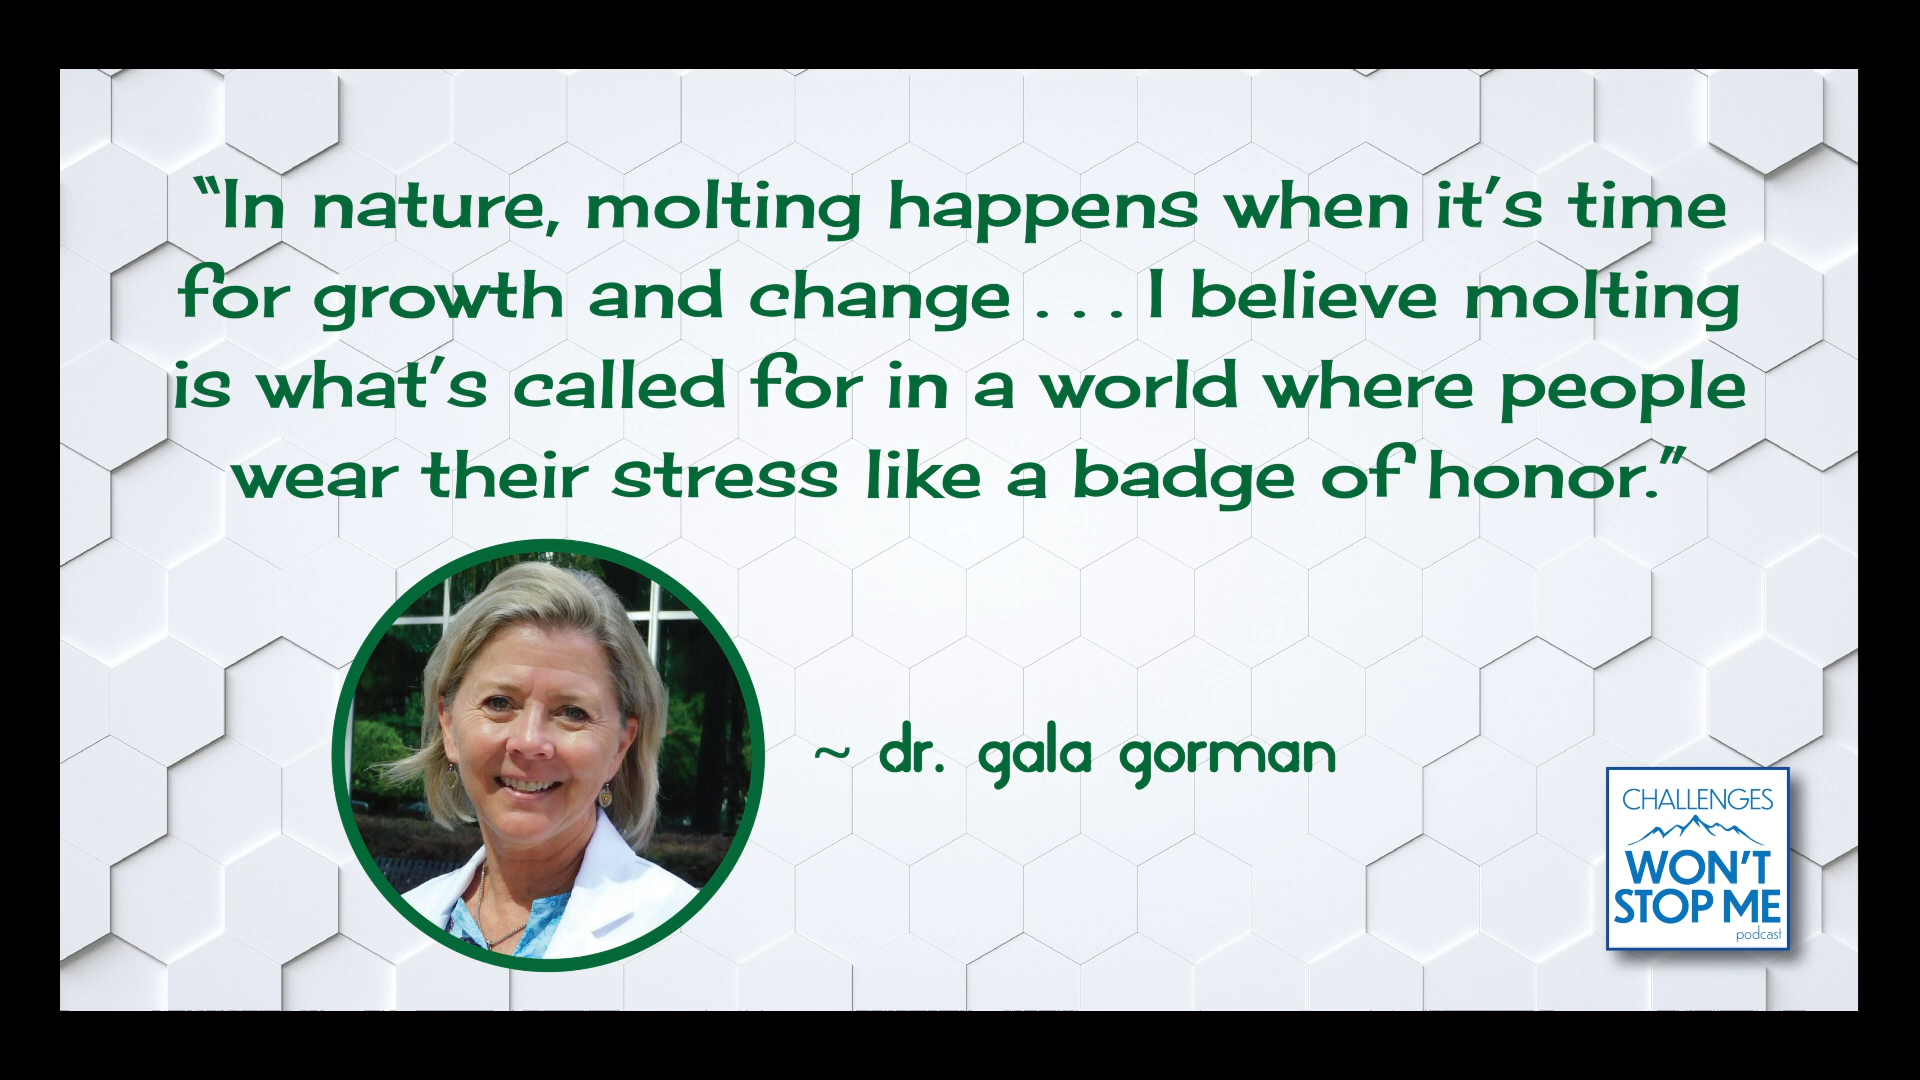 “In nature, molting happens when it’s time
for growth and change . . . I believe molting
is what’s called for in a world where people
wear their stress like a badge of honor.”
~ dr. gala gorman
CHALLENGES
WON’T
STOP ME
podcast